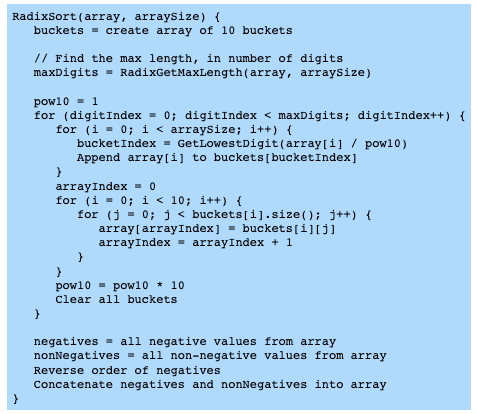 RadixSort(array, arraySize) {
   buckets = create array of 10 buckets

   // Find the max length, in number of digits
   maxDigits = RadixGetMaxLength(array, arraySize)

   pow10 = 1
   for (digitIndex = 0; digitIndex < maxDigits; digitIndex++) {
      for (i = 0; i < arraySize; i++) {
         bucketIndex = GetLowestDigit(array[i] / pow10)
         Append array[i] to buckets[bucketIndex]
      }
      arrayIndex = 0
      for (i = 0; i < 10; i++) {
         for (j = 0; j < buckets[i].size(); j++) {
            array[arrayIndex] = buckets[i][j]
            arrayIndex = arrayIndex + 1
         }
      }
      pow10 = pow10 * 10
      Clear all buckets
   }

   negatives = all negative values from array
   nonNegatives = all non-negative values from array
   Reverse order of negatives
   Concatenate negatives and nonNegatives into array
}